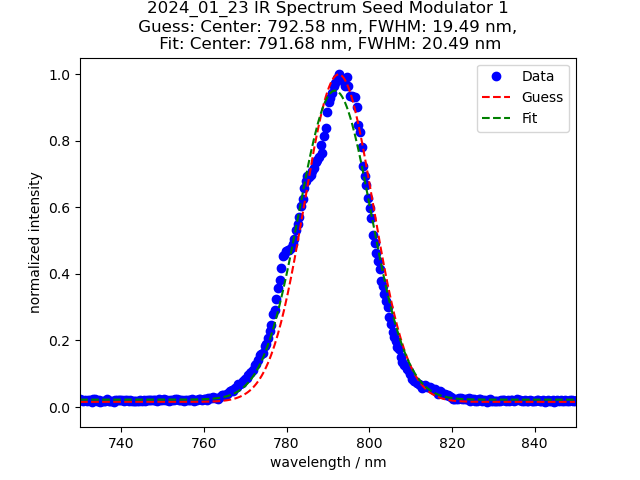 2024_01_23 IR Spectrum Seed Modulator 1
Guess: Center: 792.58 nm, FWHM: 19.49 nm,
Fit: Center: 791.68 nm, FWHM: 20.49 nm
Data
Guess
Fit
normalized intensity
1.0
0.8
0.6
0.4
0.2
0.0
740 760 780 800 820 840
wavelength / nm